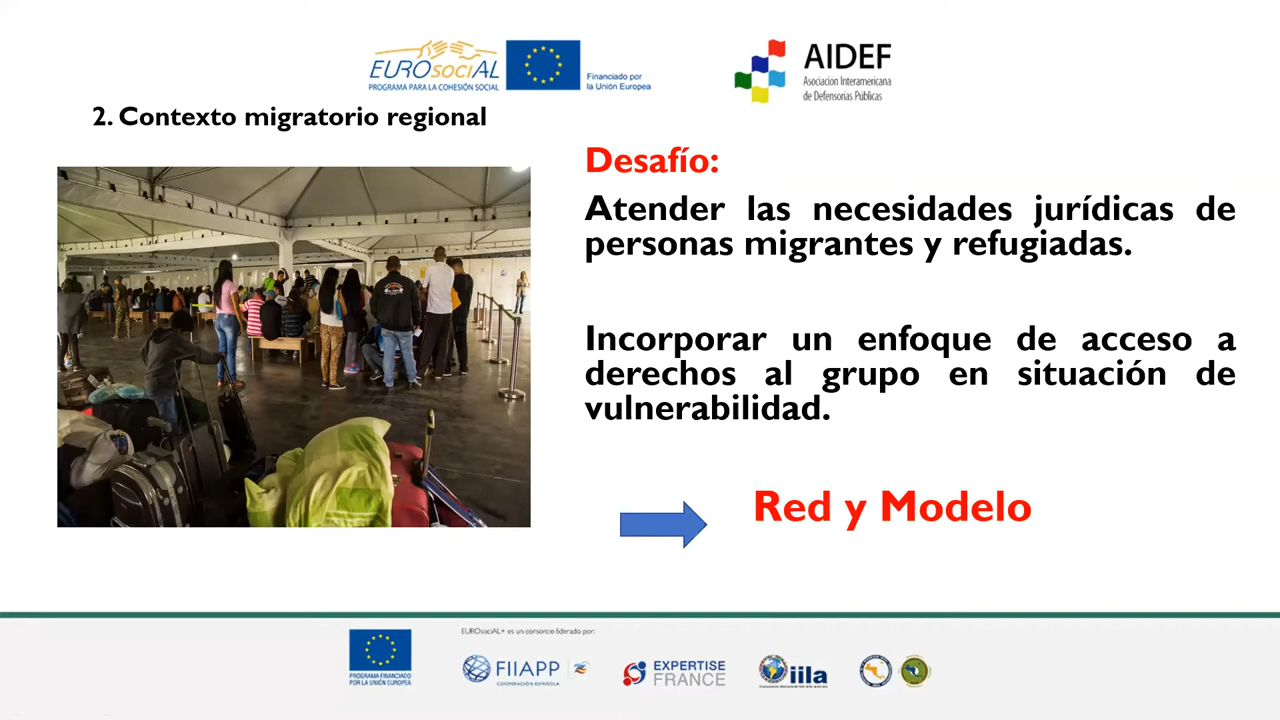 EUROsociAL
PROGRAMA PARA LA COHESIÓN SOCIAL
Financiado por
la Unión Europea
AIDEF
Asociación Interamericana
de Defensorías Públicas
2. Contexto migratorio regional
Desafío:
Atender las necesidades jurídicas de
personas migrantes y refugiadas.
Incorporar un enfoque de acceso a
derechos al grupo en situación de
vulnerabilidad.
Red y Modelo
EUROsociAL+ es un consorcio liderado por:
PROGRAMA FINANCIADO
POR LA UNIÓN EUROPEA
FIIAPP
COOPERACIÓN ESPAÑOLA
EXPERTISE
FRANCE
iila